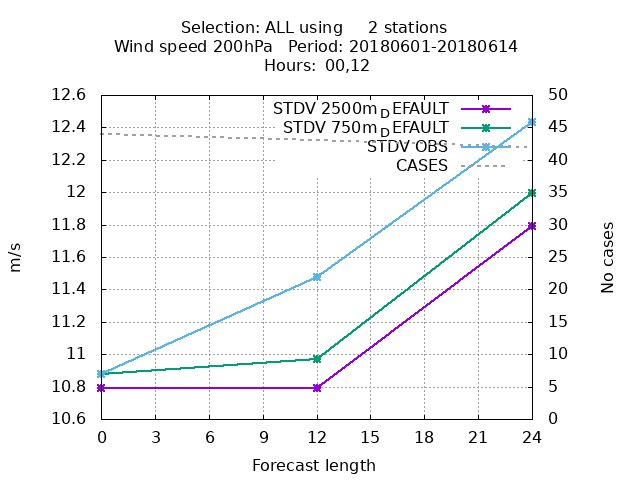 Selection: ALL using     2 stations
Wind speed 200hPa   Period: 20180601-20180614
Hours: 00,12
12.6
12.4
12.2
12
11.8
11.6
11.4
11.2
11
10.8
10.6
m/s
STDV 2500m_DEFAULT
STDV 750m_DEFAULT
STDV OBS
CASES
50
45
40
35
30
25
20
15
10
5
0
No cases
0 3 6 9 12 15 18 21 24
Forecast length